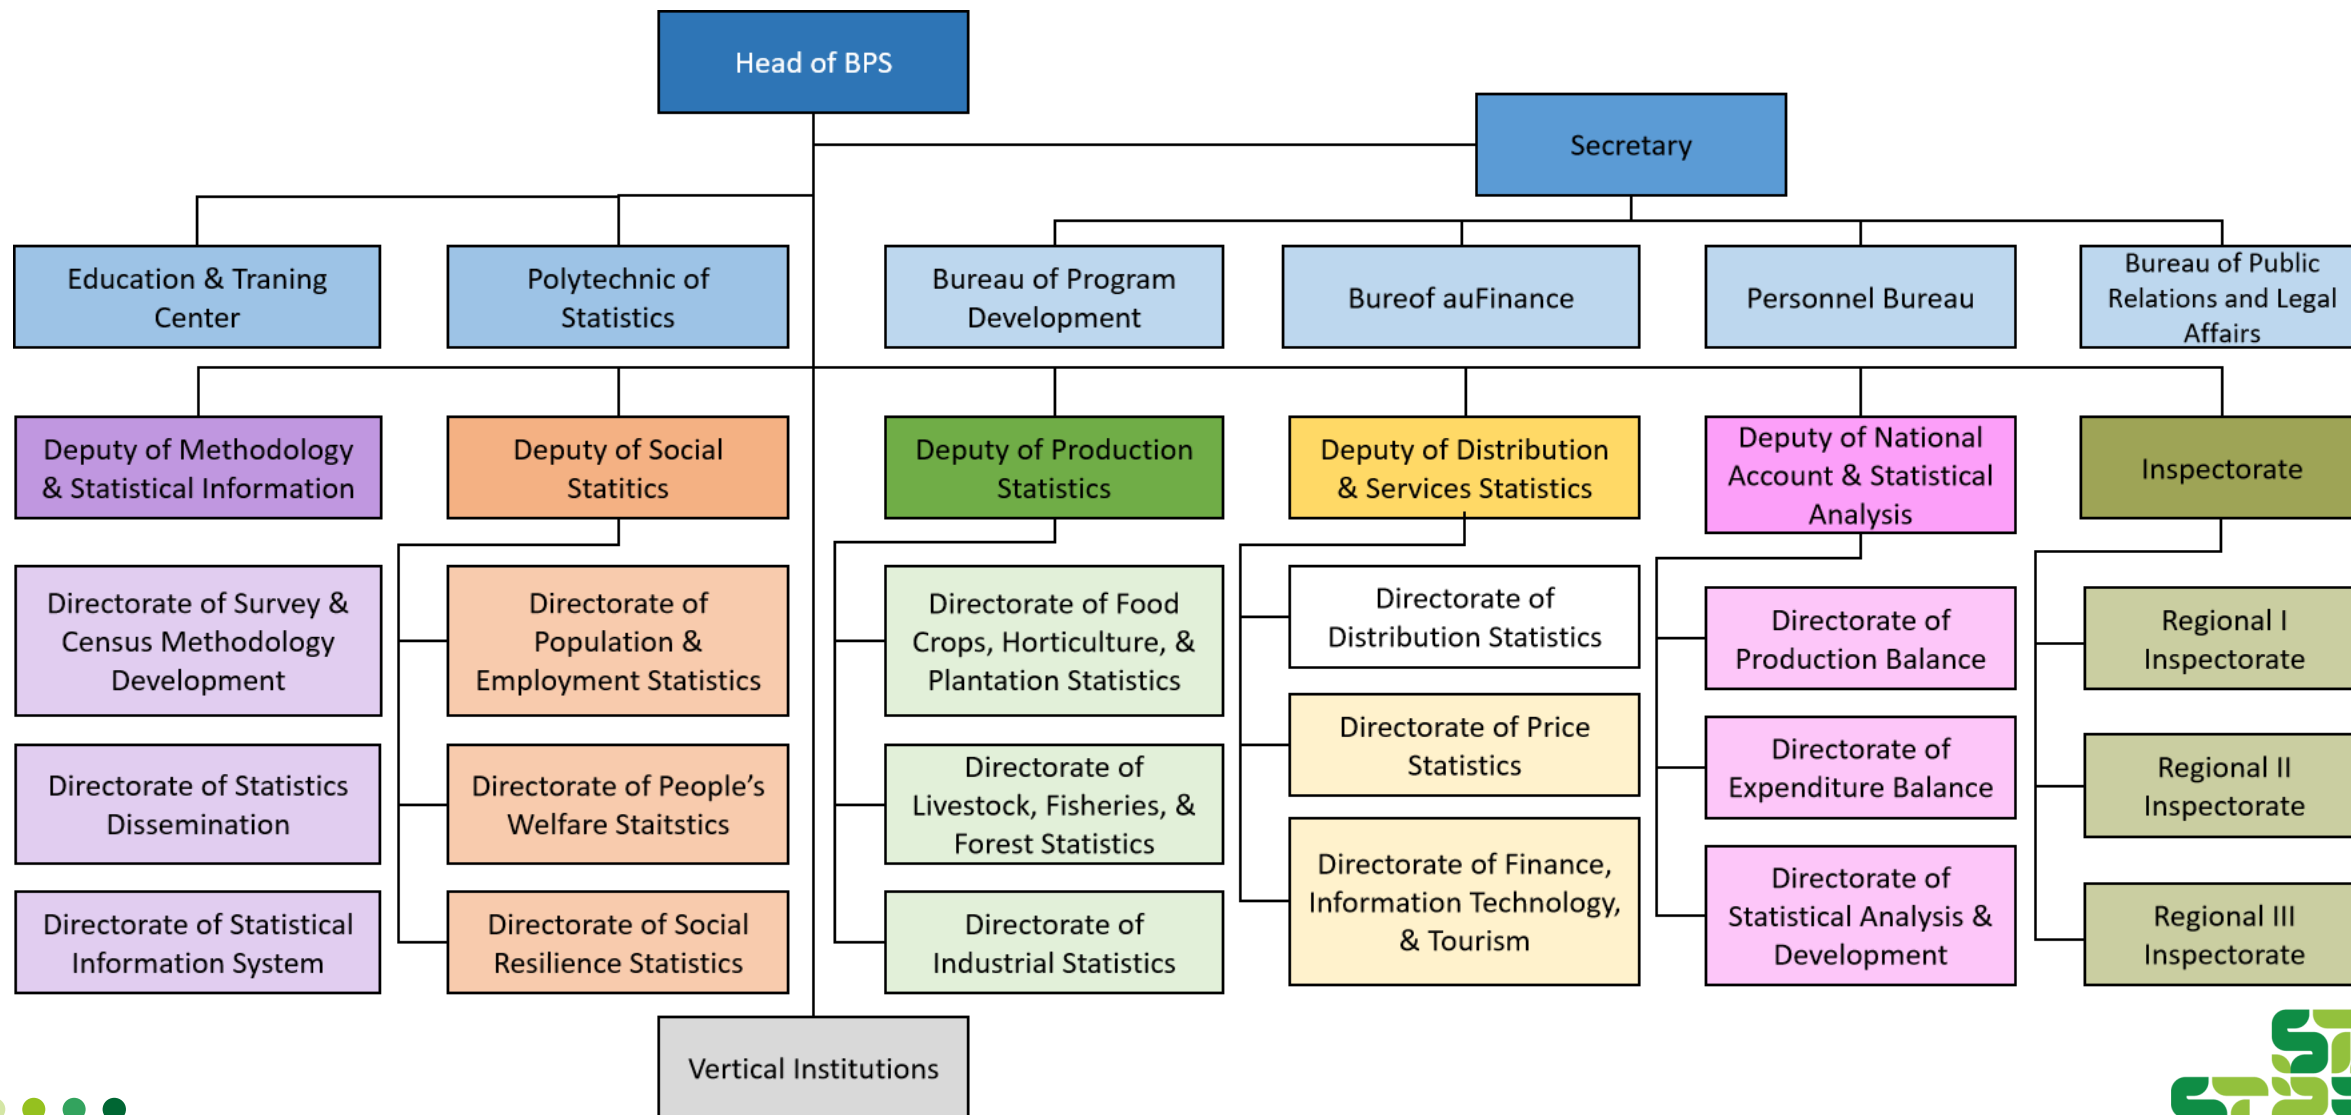 Head of BPS
Secretary
Education & Traning
Center
Polytechnic of
Statistics
Bureau of Program
Development
Bureof auFinance
Personnel Bureau
Bureau of Public
Relations and Legal
Affairs
Deputy of Methodology
& Statistical Information
Deputy of Social
Statitics
Deputy of Production
Statistics
Deputy of Distribution
& Services Statistics
Deputy of National
Account & Statistical
Analysis
Inspectorate
Directorate of Survey &
Census Methodology
Development
Directorate of
Population &
Employment Statistics
Directorate of Food
Crops, Horticulture, &
Plantation Statistics
Directorate of
Distribution Statistics
Directorate of
Production Balance
Regional I
Inspectorate
Directorate of Statistics
Dissemination
Directorate of People’s
Welfare Staitstics
Directorate of
Livestock, Fisheries, &
Forest Statistics
Directorate of Price
Statistics
Directorate of
Expenditure Balance
Regional II
Inspectorate
Directorate of Statistical
Information System
Directorate of Social
Resilience Statistics
Directorate of
Industrial Statistics
Directorate of Finance,
Information Technology,
& Tourism
Directorate of
Statistical Analysis &
Development
Regional III
Inspectorate
Vertical Institutions